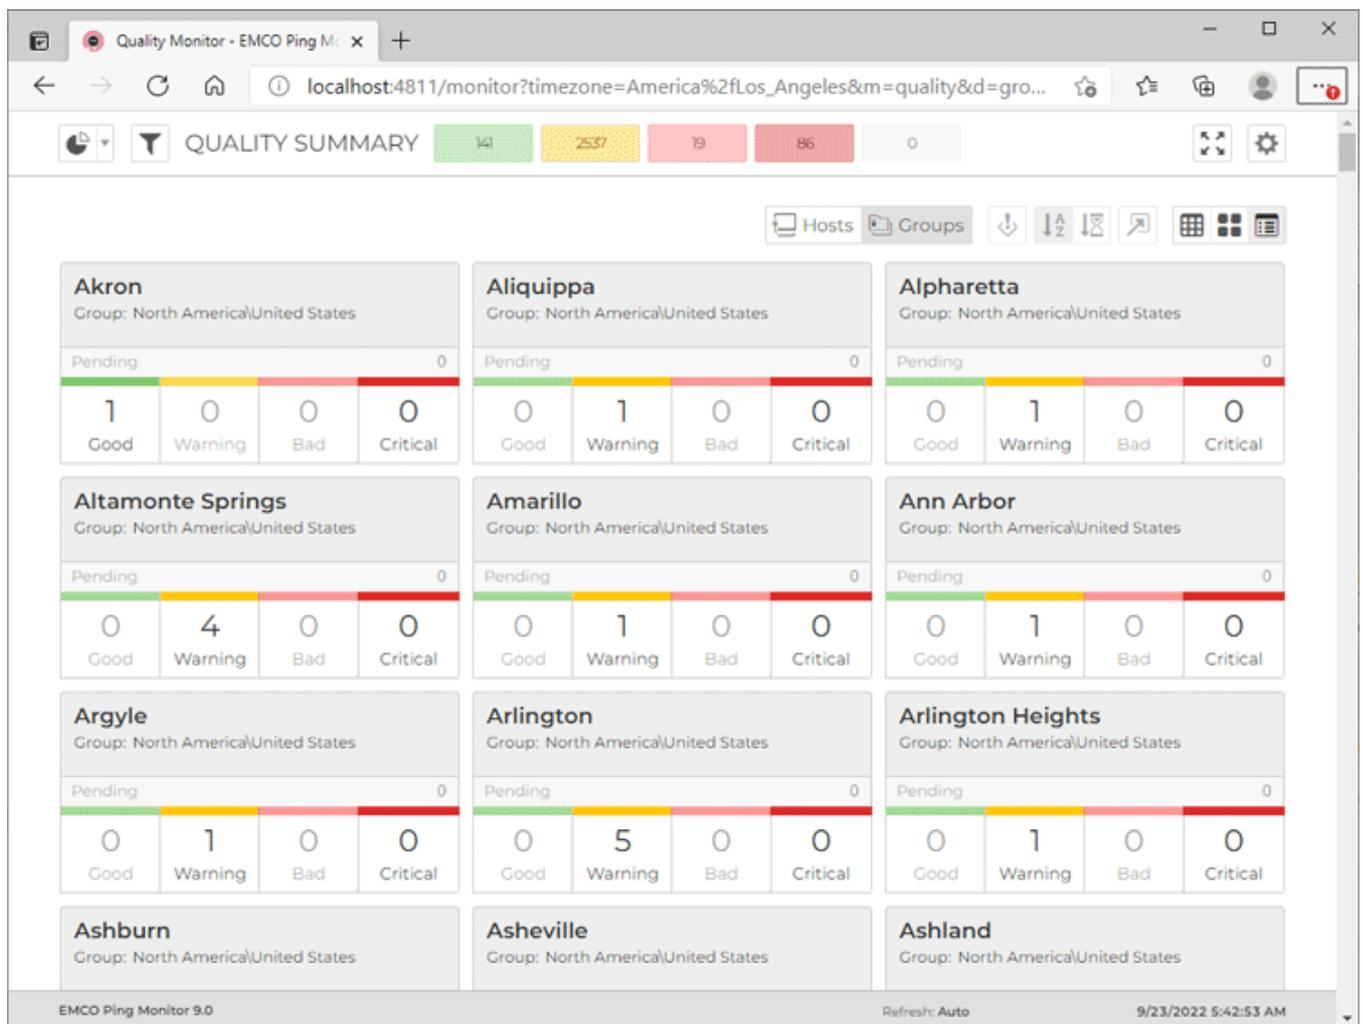 Quality Monitor - EMCO Ping Mo
localhost:4811/monitor?timezone=America%2fLos_Angeles&m=quality&d=gro...
QUALITY SUMMARY 141 2537 19 86 0
Hosts Groups
Akron Aliquippa Alpharetta
Group: North America\United States Group: North America\United States Group: North America\United States
Pending 0 Pending 0 Pending 0
1 0 0 0 0 1 0 0 0 1 0 0
Good Warning Bad Critical Good Warning Bad Critical Good Warning Bad Critical
Altamonte Springs Amarillo Ann Arbor
Group: North America\United States Group: North America\United States Group: North America\United States
Pending 0 Pending 0 Pending 0
0 4 0 0 0 1 0 0 0 1 0 0
Good Warning Bad Critical Good Warning Bad Critical Good Warning Bad Critical
Argyle Arlington Arlington Heights
Group: North America\United States Group: North America\United States Group: North America\United States
Pending 0 Pending 0 Pending 0
0 1 0 0 0 5 0 0 0 1 0 0
Good Warning Bad Critical Good Warning Bad Critical Good Warning Bad Critical
Ashburn Asheville Ashland
Group: North America\United States Group: North America\United States Group: North America\United States
EMCO Ping Monitor 9.0 Refresh: Auto 9/23/2022 5:42:53 AM